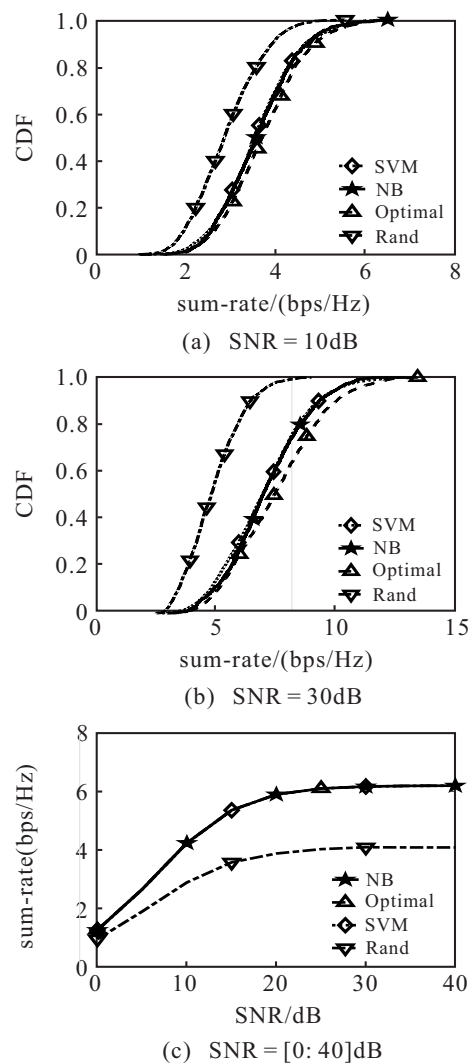 1.0
0.8
0.6
0.4
0.2
0
CDF
SVM
NB
Optimal
Rand
0 2 4 6 8
sum-rate/(bps/Hz)
(a) SNR = 10dB
1.0
0.8
0.6
0.4
0.2
0
CDF
SVM
NB
Optimal
Rand
0 5 10 15
sum-rate/(bps/Hz)
(b) SNR = 30dB
8
6
4
2
0
sum-rate(bps/Hz)
NB
Optimal
SVM
Rand
0 10 20 30 40
SNR/dB
(c) SNR = [0: 40]dB